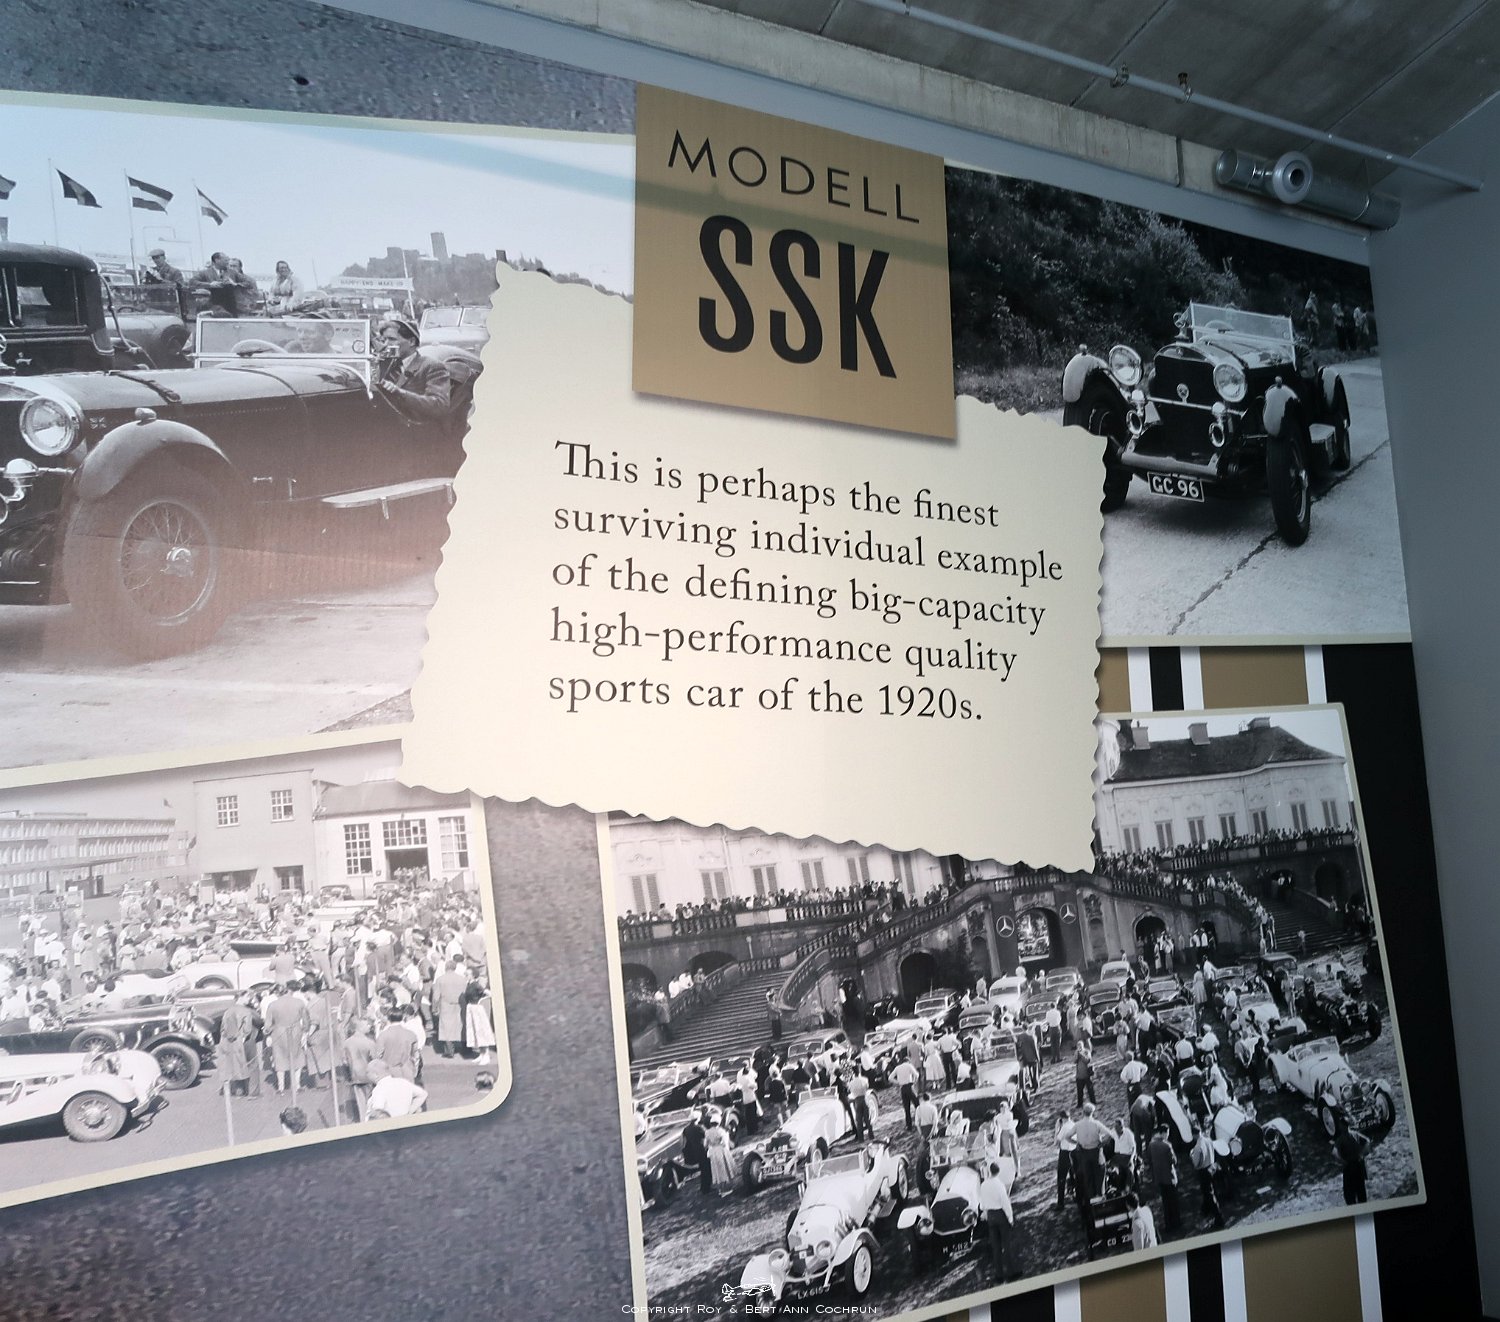 MODELL
SSK
This is perhaps the finest
surviving individual example
of the defining big-capacity
high-performance quality
sports car of the 1920s.
GC 96
COPYRIGHT ROY & BERT ANN COCHRUN